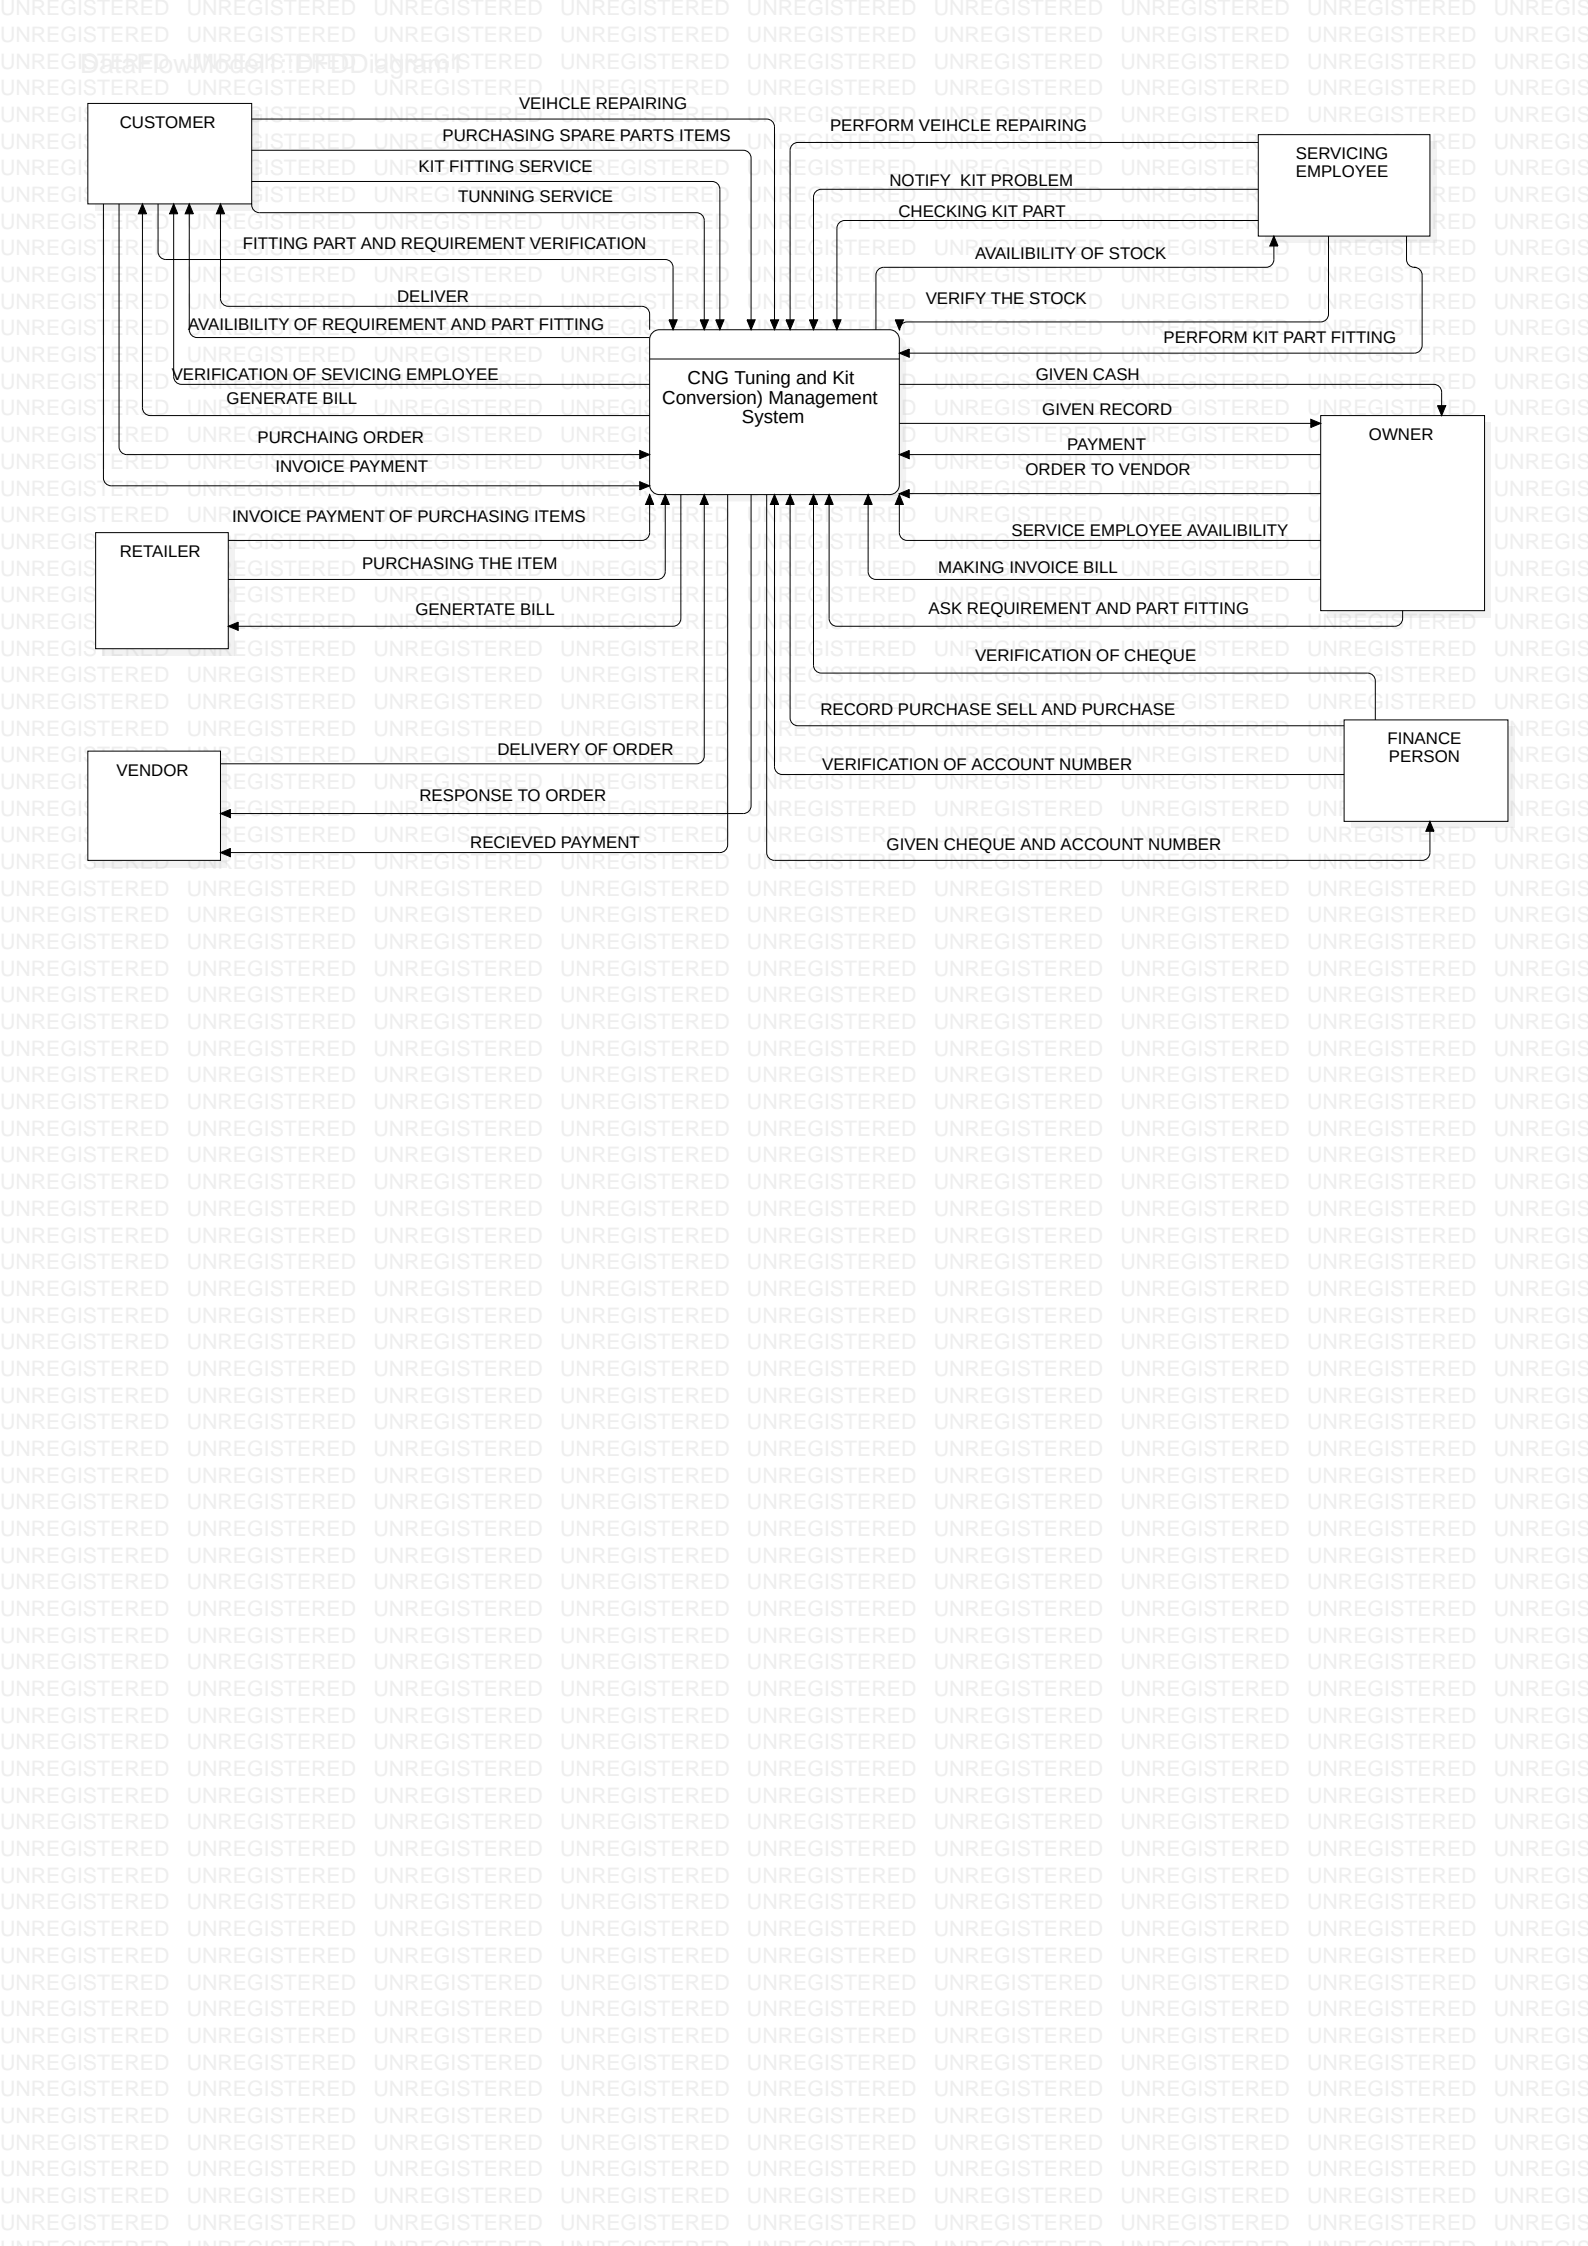 DataFlowModel1::DFDDiagram1
CUSTOMER
VEIHCLE REPAIRING
PURCHASING SPARE PARTS ITEMS
KIT FITTING SERVICE
TUNNING SERVICE
FITTING PART AND REQUIREMENT VERIFICATION
DELIVER
AVAILIBILITY OF REQUIREMENT AND PART FITTING
VERIFICATION OF SEVICING EMPLOYEE
GENERATE BILL
PURCHAING ORDER
INVOICE PAYMENT
PERFORM VEIHCLE REPAIRING
NOTIFY  KIT PROBLEM
CHECKING KIT PART
AVAILIBILITY OF STOCK
VERIFY THE STOCK
PERFORM KIT PART FITTING
SERVICING
EMPLOYEE
CNG Tuning and Kit
Conversion) Management
System
GIVEN CASH
GIVEN RECORD
PAYMENT
ORDER TO VENDOR
SERVICE EMPLOYEE AVAILIBILITY
MAKING INVOICE BILL
ASK REQUIREMENT AND PART FITTING
OWNER
RETAILER
INVOICE PAYMENT OF PURCHASING ITEMS
PURCHASING THE ITEM
GENERTATE BILL
VERIFICATION OF CHEQUE
RECORD PURCHASE SELL AND PURCHASE
VERIFICATION OF ACCOUNT NUMBER
GIVEN CHEQUE AND ACCOUNT NUMBER
FINANCE
PERSON
VENDOR
DELIVERY OF ORDER
RESPONSE TO ORDER
RECIEVED PAYMENT
UNREGISTERED